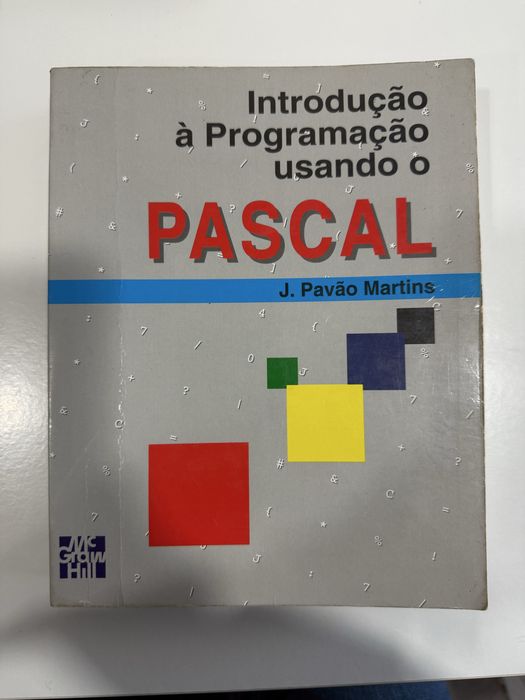 Introdução
à Programação
usando o
PASCAL
J. Pavão Martins
Mc
Graw
Hill